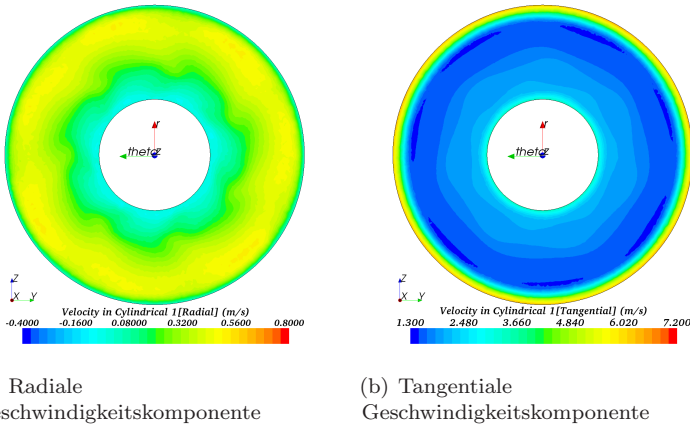 r
theta
z
Z
X Y
Velocity in Cylindrical 1[Radial] (m/s)
-0.4000 -0.1600 0.08000 0.3200 0.5600 0.8000
Radiale
eschwindigkeitskomponente
r
theta
z
Z
X Y
Velocity in Cylindrical 1[Tangential] (m/s)
1.300 2.480 3.660 4.840 6.020 7.200
(b) Tangentiale
Geschwindigkeitskomponente